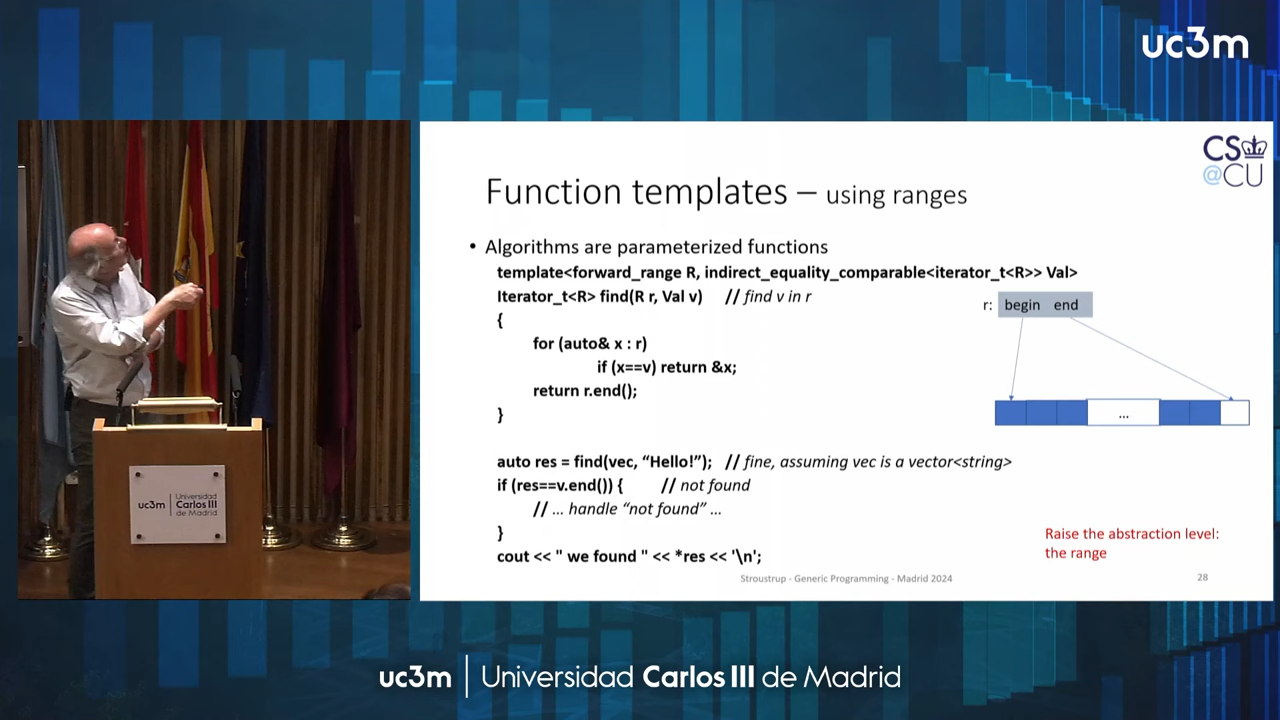 uc3m
CS
@CU
Function templates – using ranges
• Algorithms are parameterized functions
template<forward_range R, indirect_equality_comparable<iterator_t<R>> Val>
Iterator_t<R> find(R r, Val v) // find v in r
r: begin end
{
for (auto& x : r)
if (x==v) return &x;
return r.end();
}
...
auto res = find(vec, “Hello!”); // fine, assuming vec is a vector<string>
if (res==v.end()) { // not found
// … handle “not found” …
}
cout << " we found " << *res << '\n';
Raise the abstraction level:
the range
Stroustrup - Generic Programming - Madrid 2024
28
uc3m
Universidad
Carlos III
de Madrid
uc3m | Universidad Carlos III de Madrid